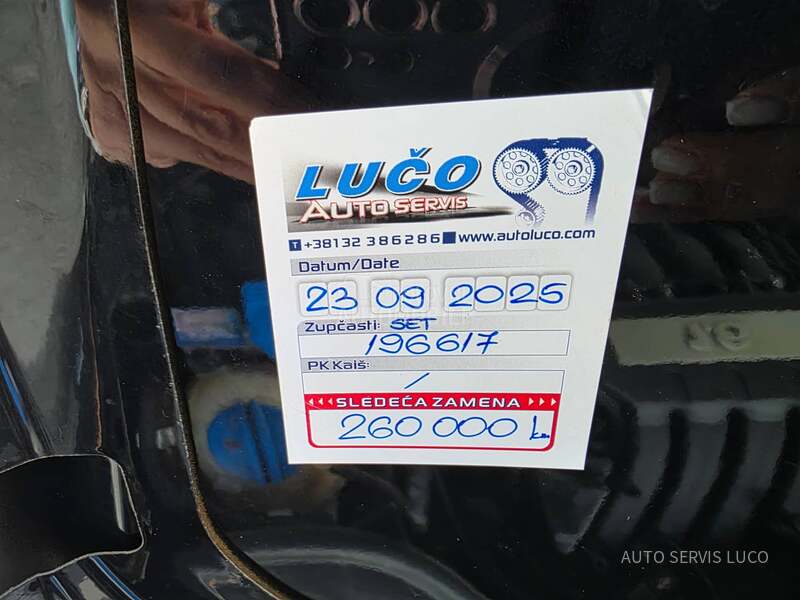 LUČO
AUTO SERVIS
T +38132 386286 www.autoluco.com
Datum/Date
23 09 2025
Zupčasti: SET
196617
PK Kaiš:
/
SLEDEĆA ZAMENA
260 000 km
AUTO SERVIS LUCO